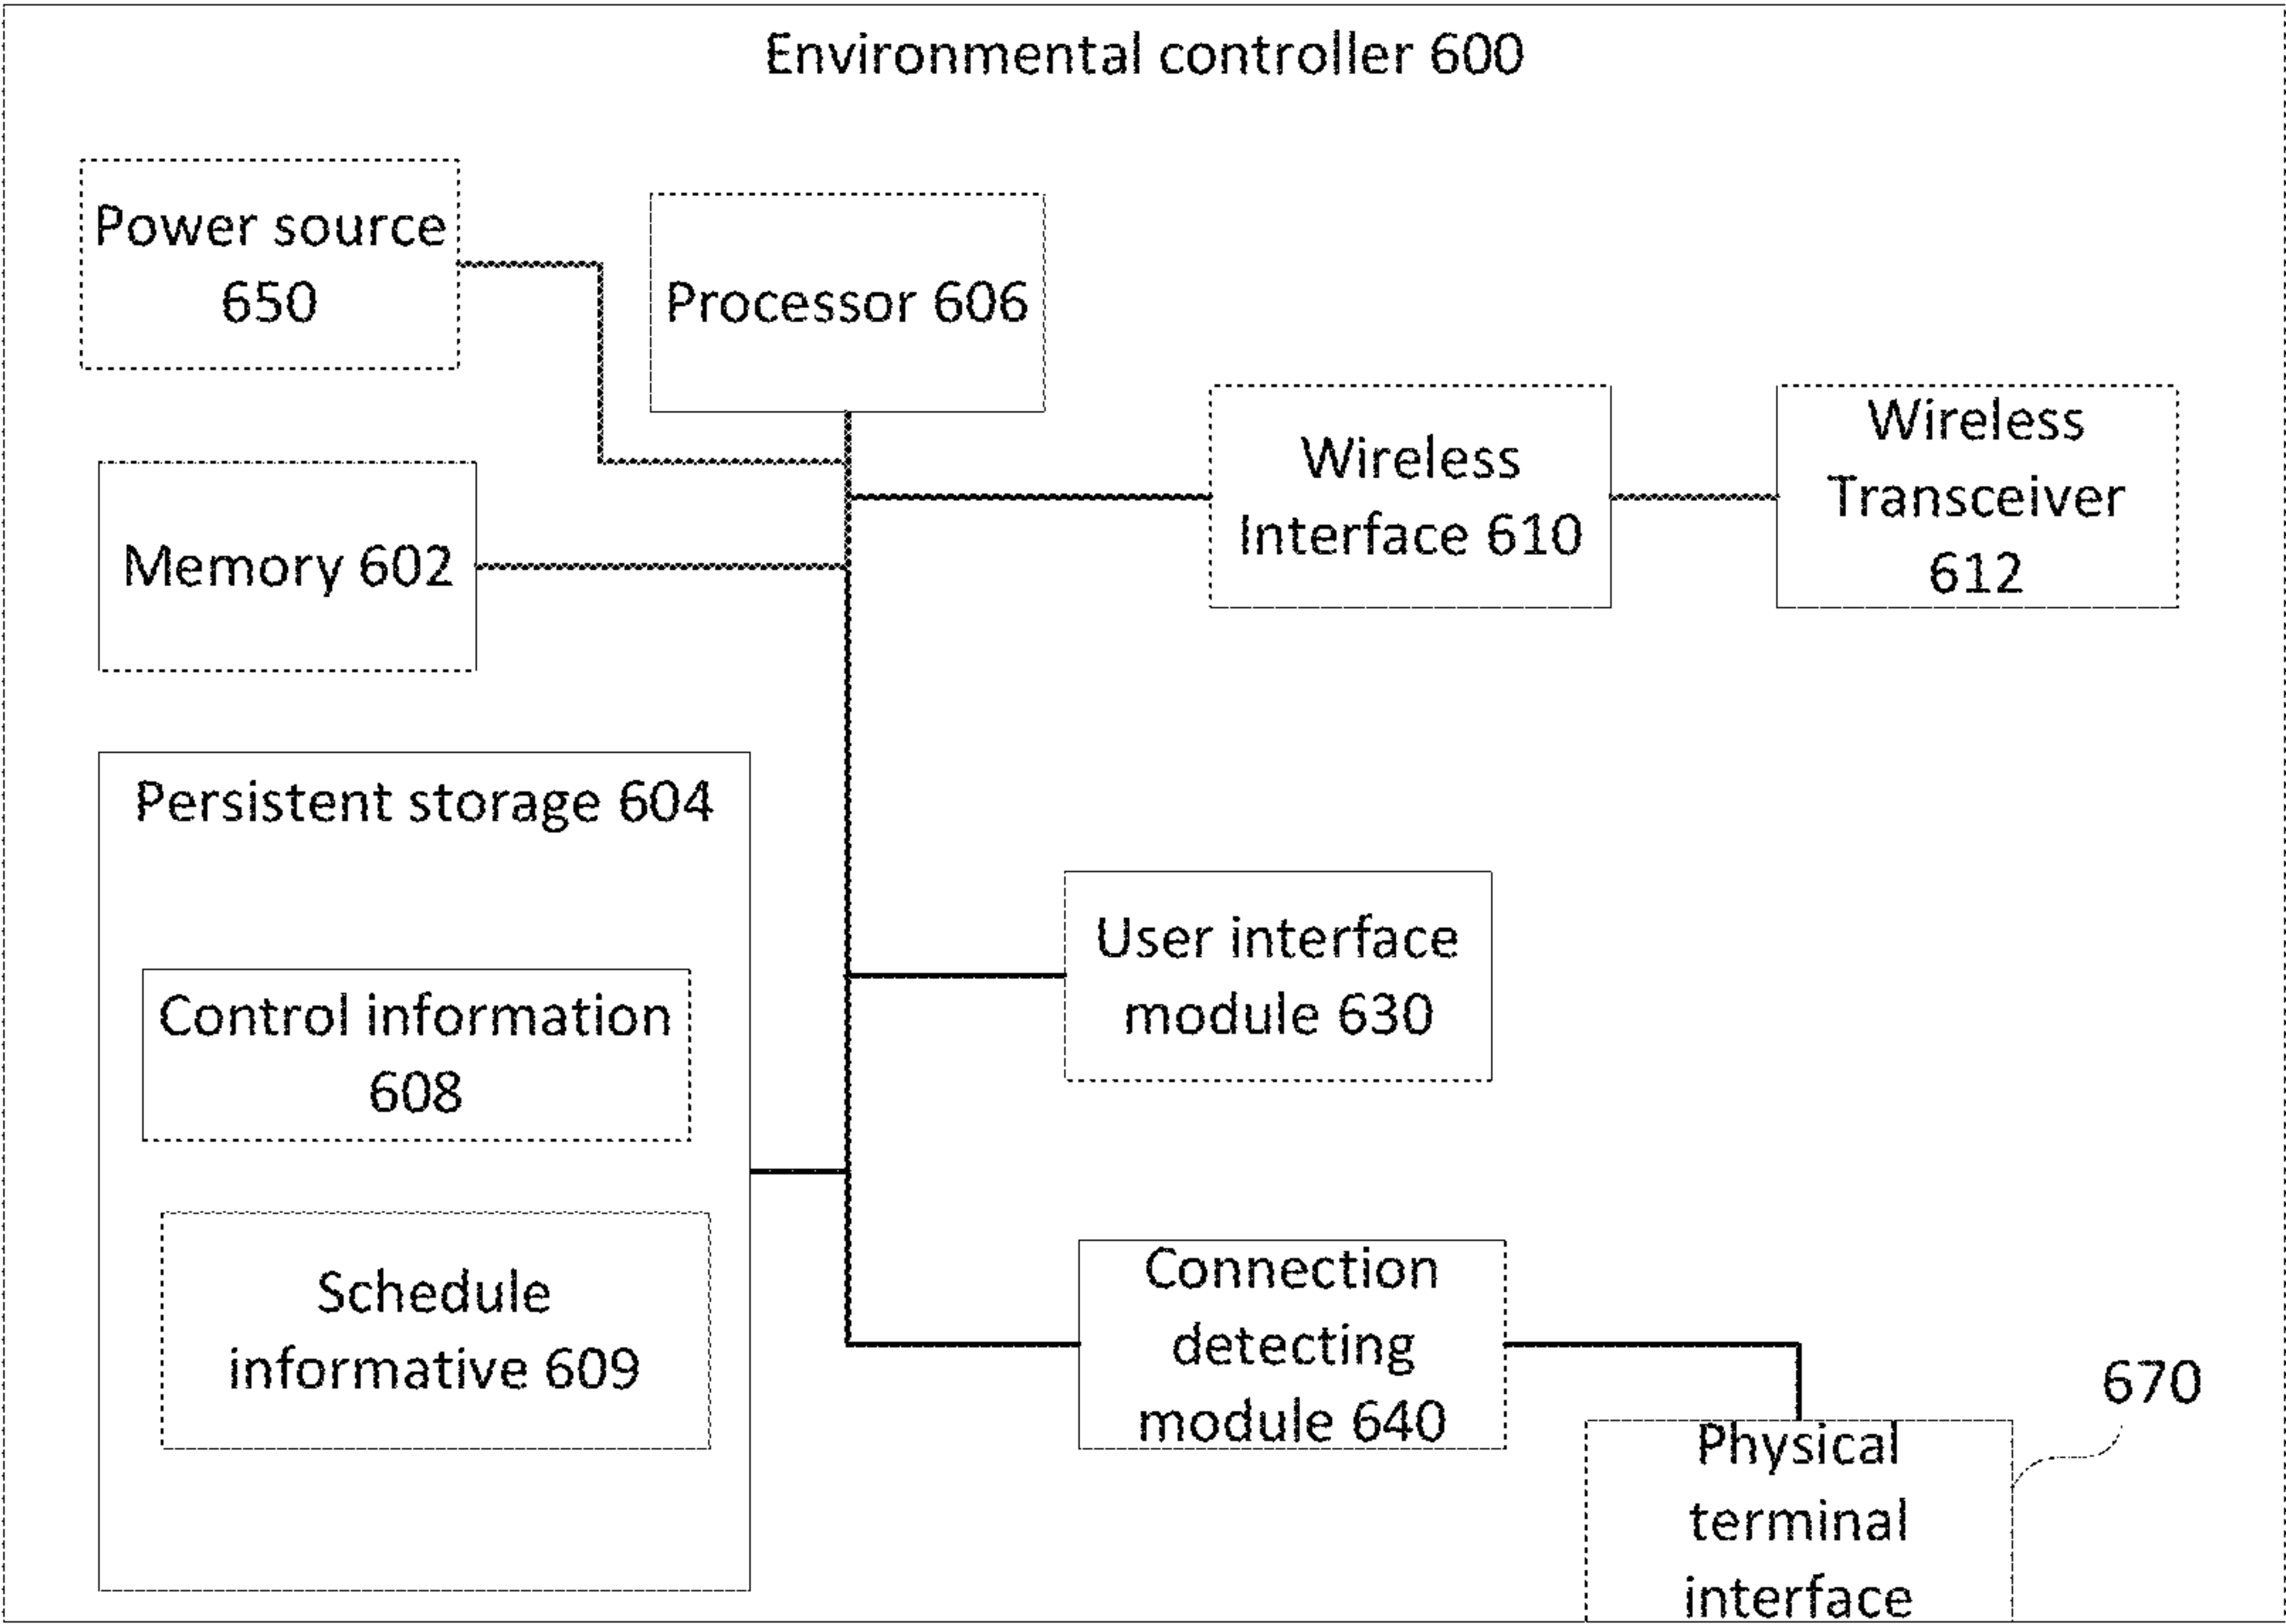 Environmental controller 600
Power source
650
Processor 606
Wireless
Interface 610
Wireless
Transceiver
612
Memory 602
Persistent storage 604
Control information
608
Schedule
informative 609
User interface
module 630
Connection
detecting
module 640
670
Physical
terminal
interface